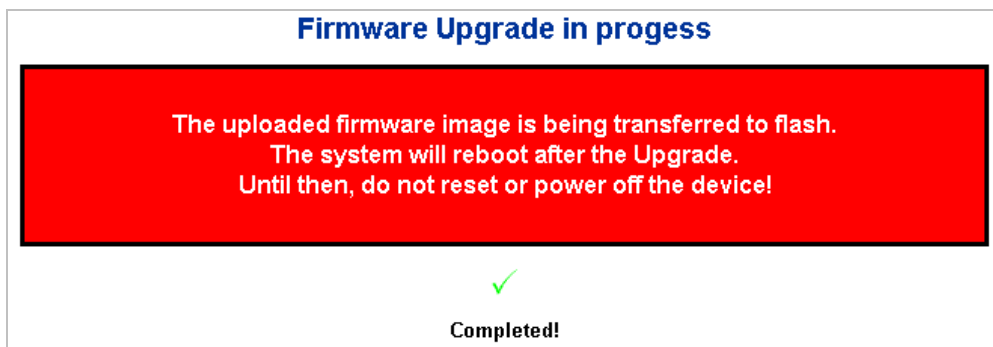 Firmware Upgrade in progess
The uploaded firmware image is being transferred to flash.
The system will reboot after the Upgrade.
Until then, do not reset or power off the device!
Completed!